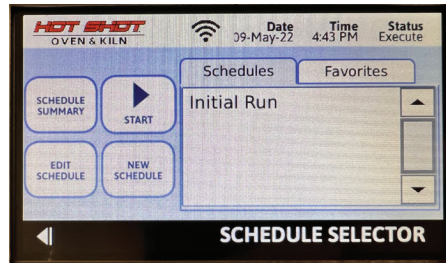 HOT SHOT
OVEN & KILN
Date
09-May-22
Time
4:43 PM
Status
Execute
Schedules
Favorites
SCHEDULE
SUMMARY
START
Initial Run
EDIT
SCHEDULE
NEW
SCHEDULE
SCHEDULE SELECTOR